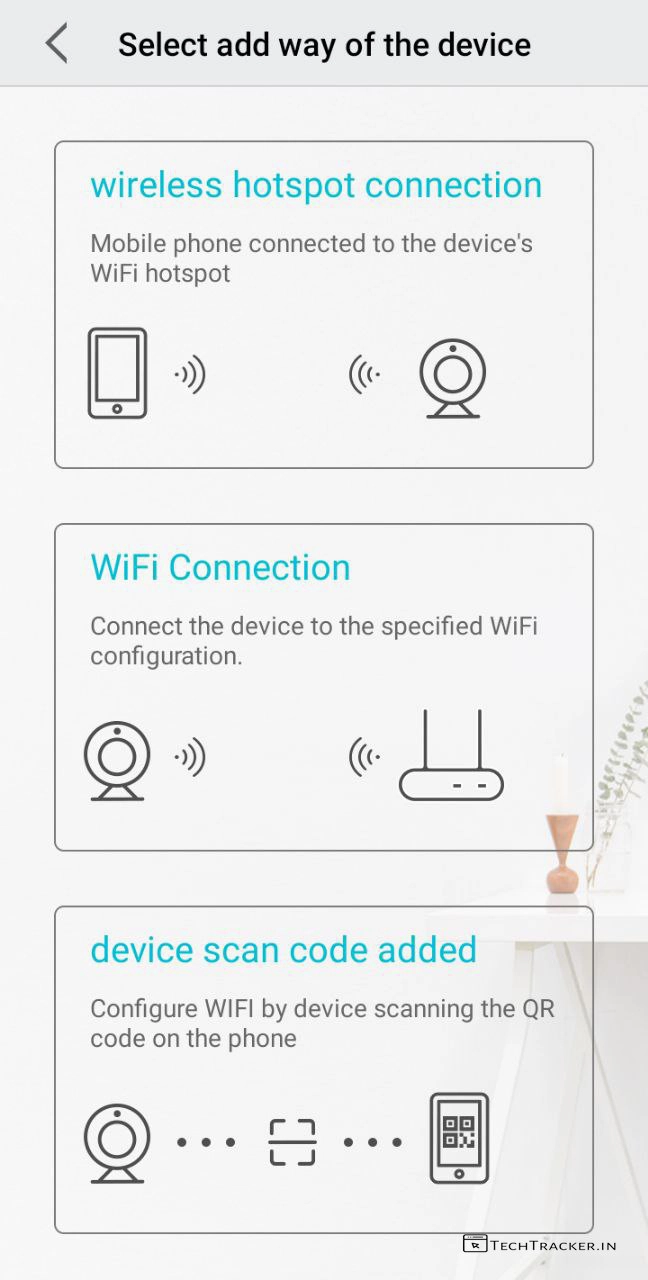 Select add way of the device
wireless hotspot connection
Mobile phone connected to the device's
WiFi hotspot
WiFi Connection
Connect the device to the specified WiFi
configuration.
device scan code added
Configure WIFI by device scanning the QR
code on the phone
TECHTRACKER.IN